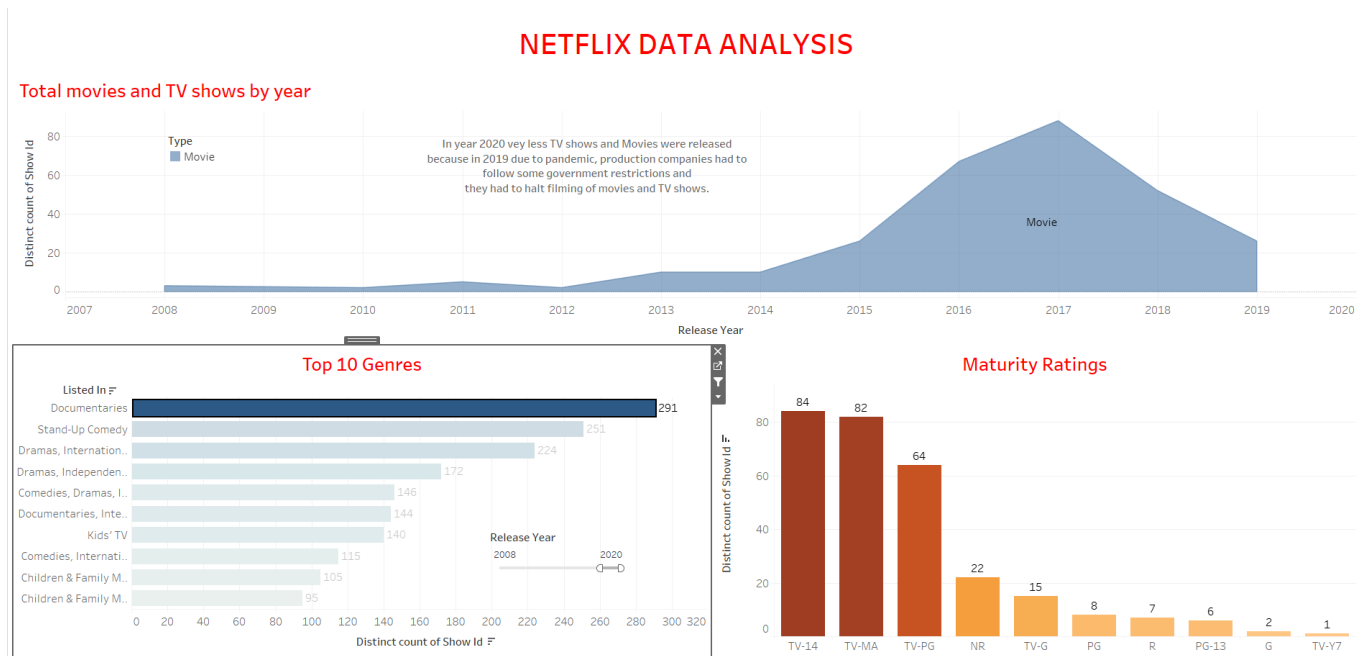 NETFLIX DATA ANALYSIS
Total movies and TV shows by year
Distinct count of Show Id
80
60
40
20
0
Type
Movie
In year 2020 vey less TV shows and Movies were released
because in 2019 due to pandemic, production companies had to
follow some government restrictions and
they had to halt filming of movies and TV shows.
Movie
2007 2008 2009 2010 2011 2012 2013 2014 2015 2016 2017 2018 2019 2020
Release Year
Top 10 Genres
Listed In
Documentaries 291
Stand-Up Comedy 251
Dramas, Internation.. 224
Dramas, Independen.. 172
Comedies, Dramas, I.. 146
Documentaries, Inte.. 144
Kids' TV 140
Comedies, Internati.. 115
Children & Family M.. 105
Children & Family M.. 95
Release Year
2008 2020
0 20 40 60 80 100 120 140 160 180 200 220 240 260 280 300 320
Distinct count of Show Id
Maturity Ratings
Distinct count of Show Id
80
60
40
20
0
84 82 64 22 15 8 7 6 2 1
TV-14 TV-MA TV-PG NR TV-G PG R PG-13 G TV-Y7